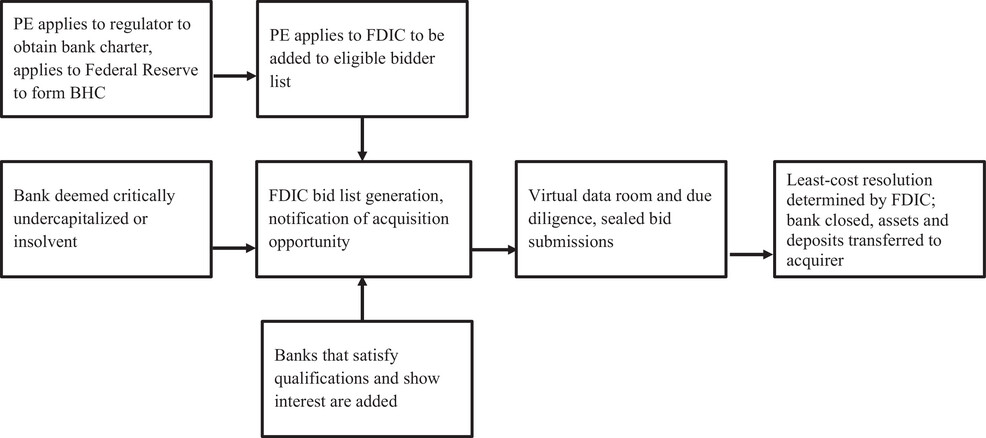 PE applies to regulator to
obtain bank charter,
applies to Federal Reserve
to form BHC
PE applies to FDIC to be
added to eligible bidder
list
Bank deemed critically
undercapitalized or
insolvent
FDIC bid list generation,
notification of acquisition
opportunity
Virtual data room and due
diligence, sealed bid
submissions
Least-cost resolution
determined by FDIC;
bank closed, assets and
deposits transferred to
acquirer
Banks that satisfy
qualifications and show
interest are added